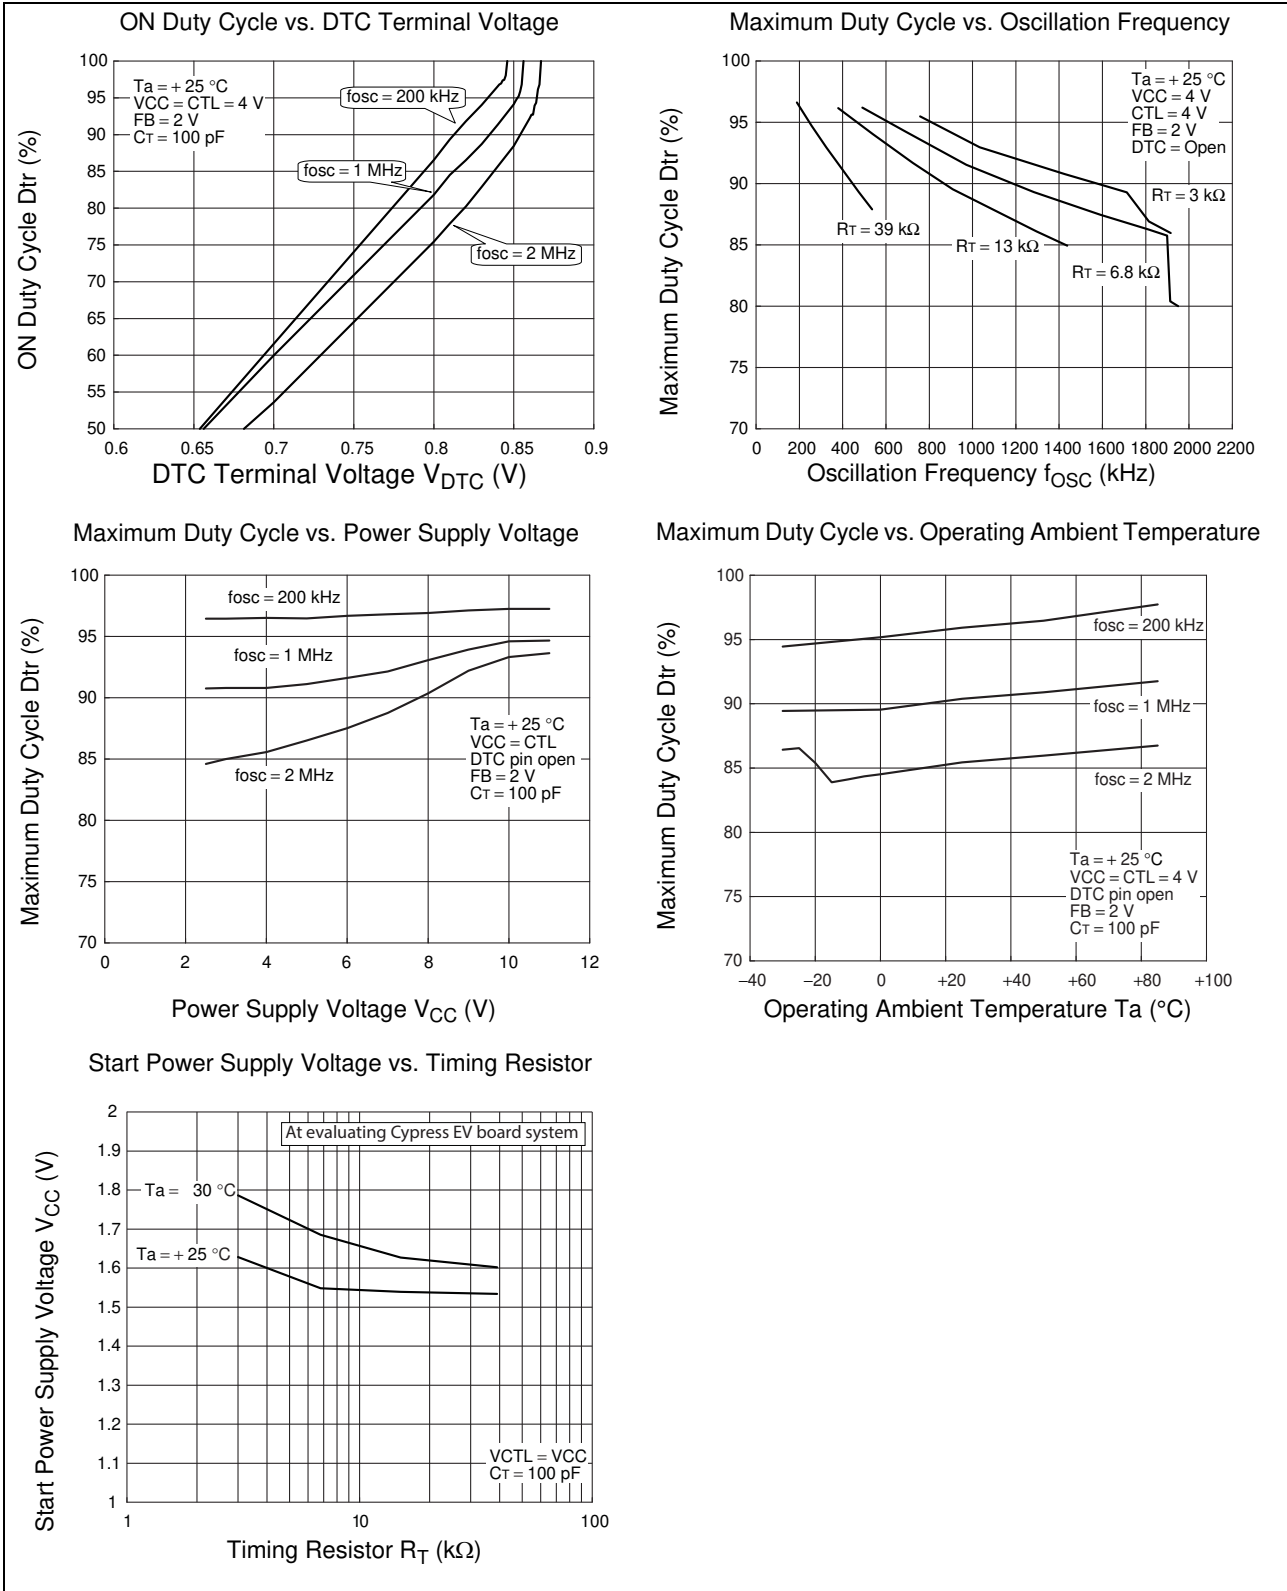 ON Duty Cycle vs. DTC Terminal Voltage
ON Duty Cycle Dtr (%)
100
95
90
85
80
75
70
65
60
55
50
Ta = + 25 °C
VCC = CTL = 4 V
FB = 2 V
CT = 100 pF
fosc = 200 kHz
fosc = 1 MHz
fosc = 2 MHz
0.6 0.65 0.7 0.75 0.8 0.85 0.9
DTC Terminal Voltage VDTC (V)
Maximum Duty Cycle vs. Oscillation Frequency
Maximum Duty Cycle Dtr (%)
100
95
90
85
80
75
70
Ta = + 25 °C
VCC = 4 V
CTL = 4 V
FB = 2 V
DTC = Open
RT = 3 kΩ
RT = 39 kΩ
RT = 13 kΩ
RT = 6.8 kΩ
0 200 400 600 800 1000 1200 1400 1600 1800 2000 2200
Oscillation Frequency fOSC (kHz)
Maximum Duty Cycle vs. Power Supply Voltage
Maximum Duty Cycle Dtr (%)
100
95
90
85
80
75
70
fosc = 200 kHz
fosc = 1 MHz
fosc = 2 MHz
Ta = + 25 °C
VCC = CTL
DTC pin open
FB = 2 V
CT = 100 pF
0 2 4 6 8 10 12
Power Supply Voltage VCC (V)
Maximum Duty Cycle vs. Operating Ambient Temperature
Maximum Duty Cycle Dtr (%)
100
95
90
85
80
75
70
fosc = 200 kHz
fosc = 1 MHz
fosc = 2 MHz
Ta = + 25 °C
VCC = CTL = 4 V
DTC pin open
FB = 2 V
CT = 100 pF
−40 −20 0 +20 +40 +60 +80 +100
Operating Ambient Temperature Ta (°C)
Start Power Supply Voltage vs. Timing Resistor
Start Power Supply Voltage VCC (V)
2
1.9
1.8
1.7
1.6
1.5
1.4
1.3
1.2
1.1
1
At evaluating Cypress EV board system
Ta = 30 °C
Ta = + 25 °C
VCTL = VCC
CT = 100 pF
1 10 100
Timing Resistor RT (kΩ)